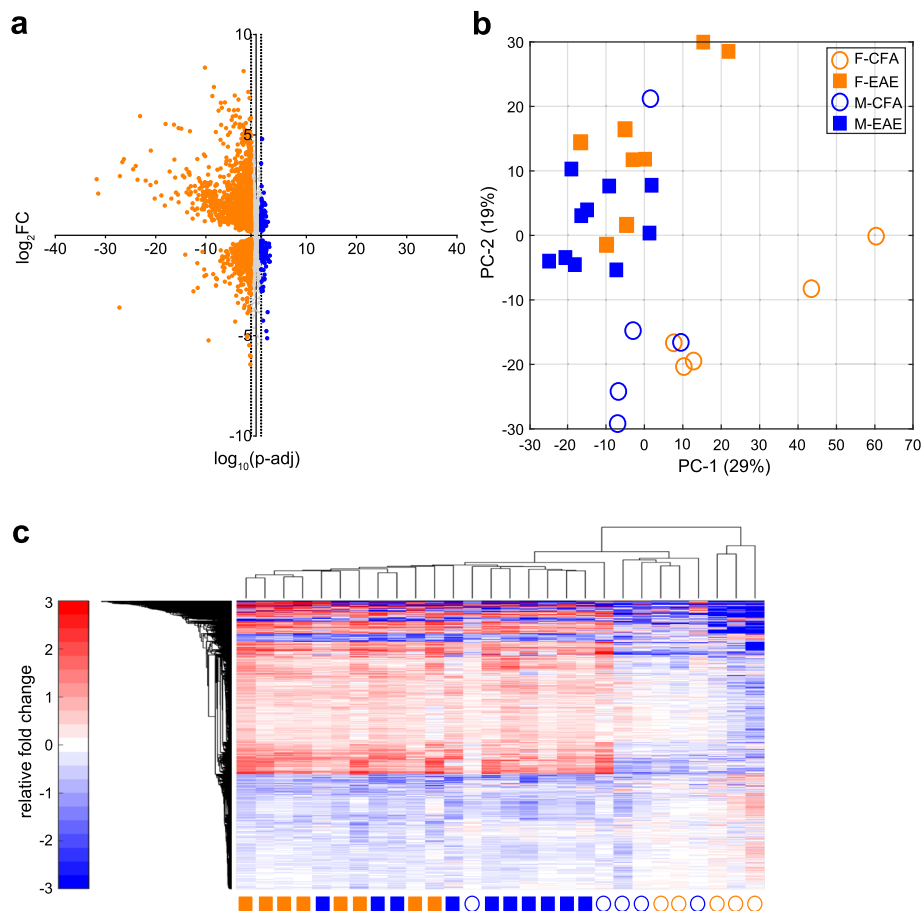 a
10
5
-5
-10
log2FC
-40 -30 -20 -10 10 20 30 40
log10(p-adj)
b
30
20
10
0
-10
-20
-30
PC-2 (19%)
-30 -20 -10 0 10 20 30 40 50 60 70
PC-1 (29%)
F-CFA
F-EAE
M-CFA
M-EAE
c
3
2
1
0
-1
-2
-3
relative fold change